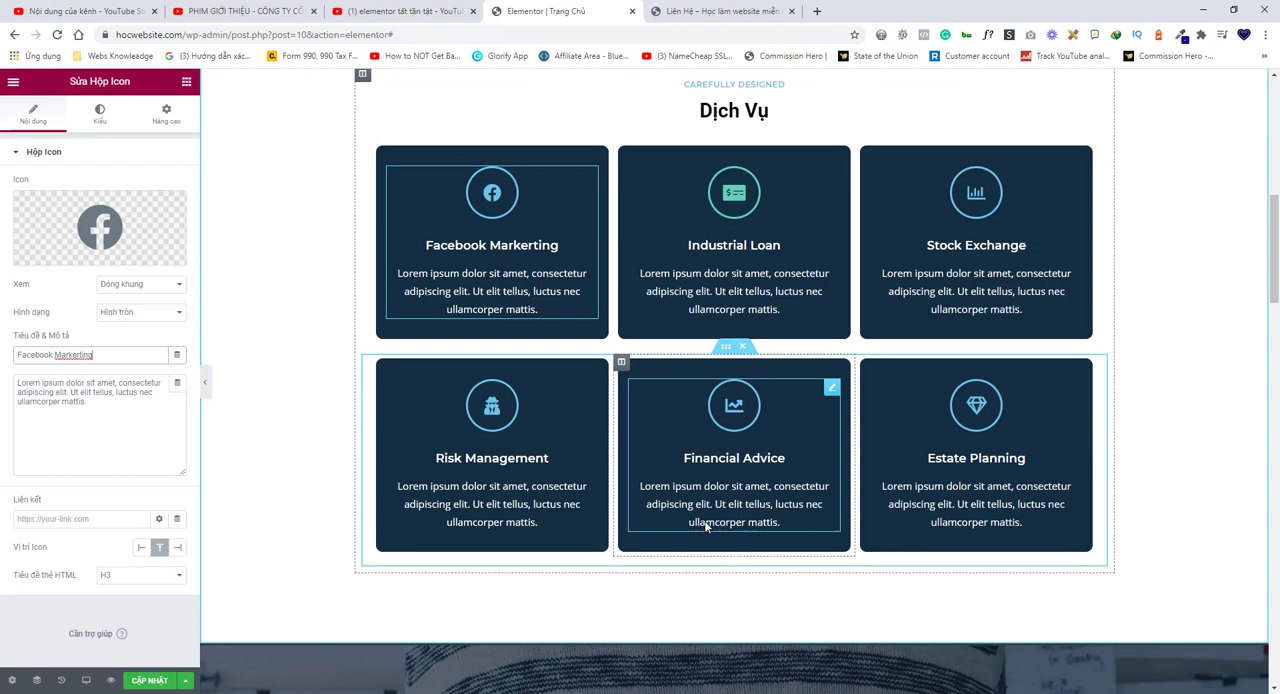 Nội dung của kênh - YouTube St
PHIM GIỚI THIỆU - CÔNG TY CỔ
(1) elementor tất tần tật - YouTu
Elementor | Trang Chủ
Liên Hệ – Học làm website miễn
hocwebsite.com/wp-admin/post.php?post=10&action=elementor#
Ứng dụng
Webs Knowleadge
(3)Hướng dẫn xác...
Form 990, 990 Tax F...
How to NOT Get Ba...
Glorify App
Affiliate Area - Blue...
(3) NameCheap SSL...
Commission Hero |
State of the Union
Customer account
Track YouTube anal...
Commission Hero -...
Sửa Hộp Icon
Nội dung
Kiểu
Nâng cao
Hộp Icon
Icon
Xem
Đóng khung
Hình dạng
Hình tròn
Tiêu đề & Mô tả
Facebook Markerting
Lorem ipsum dolor sit amet, consectetur
adipiscing elit. Ut elit tellus, luctus nec
ullamcorper mattis.
Liên kết
https://your-link.com
Vị trí Icon
Tiêu đề thẻ HTML
H3
Cần trợ giúp
CẬP NHẬT
CAREFULLY DESIGNED
Dịch Vụ
Facebook Markerting
Lorem ipsum dolor sit amet, consectetur
adipiscing elit. Ut elit tellus, luctus nec
ullamcorper mattis.
Industrial Loan
Lorem ipsum dolor sit amet, consectetur
adipiscing elit. Ut elit tellus, luctus nec
ullamcorper mattis.
Stock Exchange
Lorem ipsum dolor sit amet, consectetur
adipiscing elit. Ut elit tellus, luctus nec
ullamcorper mattis.
Risk Management
Lorem ipsum dolor sit amet, consectetur
adipiscing elit. Ut elit tellus, luctus nec
ullamcorper mattis.
Financial Advice
Lorem ipsum dolor sit amet, consectetur
adipiscing elit. Ut elit tellus, luctus nec
ullamcorper mattis.
Estate Planning
Lorem ipsum dolor sit amet, consectetur
adipiscing elit. Ut elit tellus, luctus nec
ullamcorper mattis.